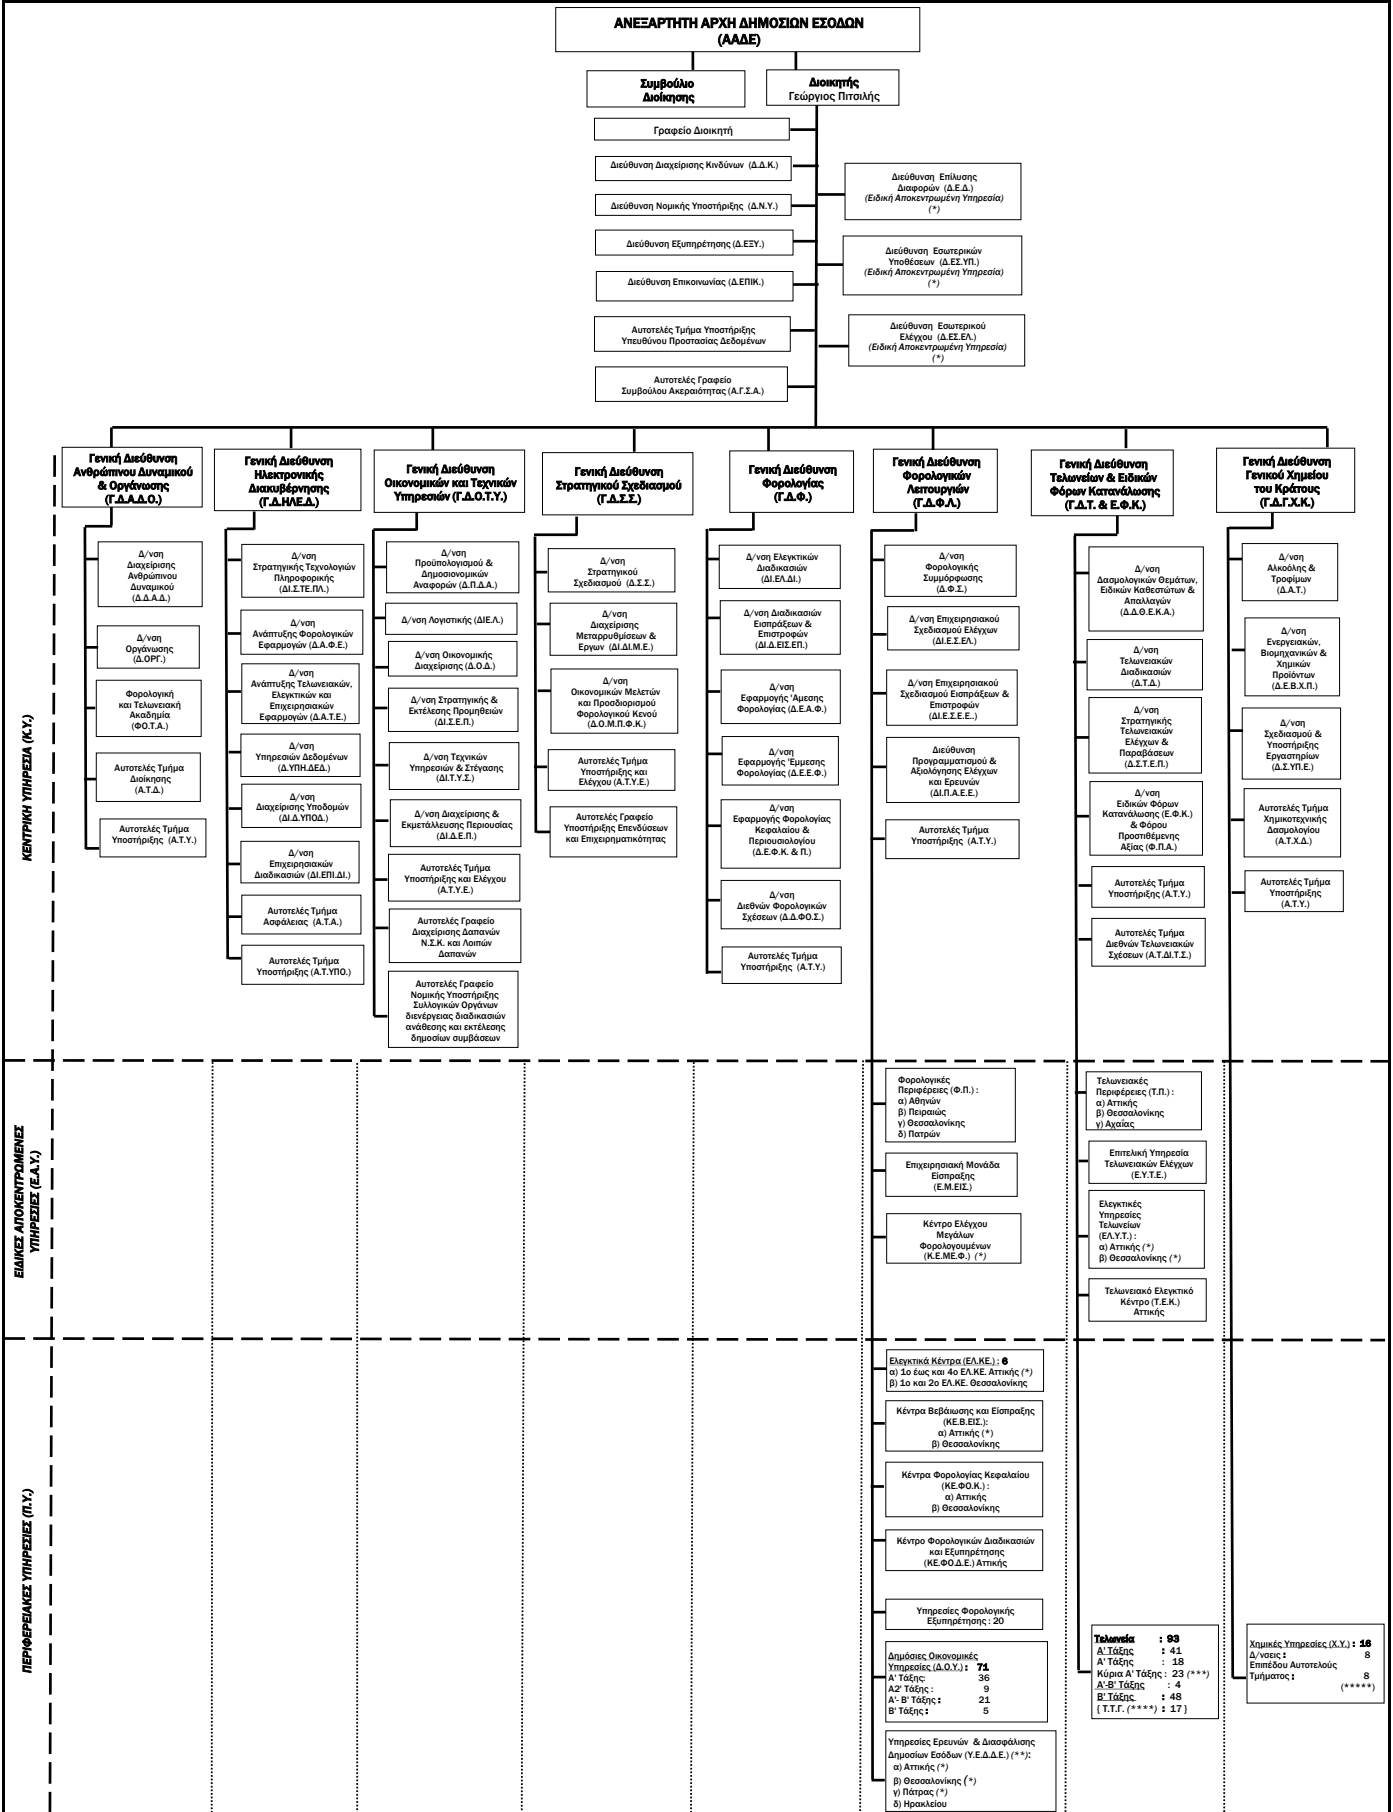 ΑΝΕΞΑΡΤΗΤΗ ΑΡΧΗ ΔΗΜΟΣΙΩΝ ΕΣΟΔΩΝ
(ΑΑΔΕ)
Συμβούλιο
Διοίκησης
Διοικητής
Γεώργιος Πιτσιλής
Γραφείο Διοικητή
Διεύθυνση Διαχείρισης Κινδύνων (Δ.Δ.Κ.)
Διεύθυνση Νομικής Υποστήριξης (Δ.Ν.Υ.)
Διεύθυνση Εξυπηρέτησης (Δ.ΕΞΥ.)
Διεύθυνση Επικοινωνίας (Δ.ΕΠΙΚ.)
Αυτοτελές Τμήμα Υποστήριξης
Υπευθύνου Προστασίας Δεδομένων
Αυτοτελές Γραφείο
Συμβούλου Ακεραιότητας (Α.Γ.Σ.Α.)
Διεύθυνση Επίλυσης
Διαφορών (Δ.Ε.Δ.)
(Ειδική Αποκεντρωμένη Υπηρεσία)
(*)
Διεύθυνση Εσωτερικών
Υποθέσεων (Δ.ΕΣ.ΥΠ.)
(Ειδική Αποκεντρωμένη Υπηρεσία)
(*)
Διεύθυνση Εσωτερικού
Ελέγχου (Δ.ΕΣ.ΕΛ.)
(Ειδική Αποκεντρωμένη Υπηρεσία)
(*)
ΚΕΝΤΡΙΚΗ ΥΠΗΡΕΣΙΑ (Κ.Υ.)
Γενική Διεύθυνση
Ανθρώπινου Δυναμικού
& Οργάνωσης
(Γ.Δ.Α.Δ.Ο.)
Δ/νση
Διαχείρισης
Ανθρώπινου
Δυναμικού
(Δ.Δ.Α.Δ.)
Δ/νση
Οργάνωσης
(Δ.ΟΡΓ.)
Φορολογική
και Τελωνειακή
Ακαδημία
(ΦΟ.Τ.Α.)
Αυτοτελές Τμήμα
Διοίκησης
(Α.Τ.Δ.)
Αυτοτελές Τμήμα
Υποστήριξης (Α.Τ.Υ.)
Γενική Διεύθυνση
Ηλεκτρονικής
Διακυβέρνησης
(Γ.Δ.ΗΛΕ.Δ.)
Δ/νση
Στρατηγικής Τεχνολογιών
Πληροφορικής
(ΔΙ.Σ.ΤΕ.ΠΛ.)
Δ/νση
Ανάπτυξης Φορολογικών
Εφαρμογών (Δ.Α.Φ.Ε.)
Δ/νση
Ανάπτυξης Τελωνειακών,
Ελεγκτικών και
Επιχειρησιακών
Εφαρμογών (Δ.Α.Τ.Ε.)
Δ/νση
Υπηρεσιών Δεδομένων
(Δ.ΥΠΗ.ΔΕΔ.)
Δ/νση
Διαχείρισης Υποδομών
(ΔΙ.Δ.ΥΠΟΔ.)
Δ/νση
Επιχειρησιακών
Διαδικασιών (ΔΙ.ΕΠΙ.ΔΙ.)
Αυτοτελές Τμήμα
Ασφάλειας (Α.Τ.Α.)
Αυτοτελές Τμήμα
Υποστήριξης (Α.Τ.ΥΠΟ.)
Γενική Διεύθυνση
Οικονομικών και Τεχνικών
Υπηρεσιών (Γ.Δ.Ο.Τ.Υ.)
Δ/νση
Προϋπολογισμού &
Δημοσιονομικών
Αναφορών (Δ.Π.Δ.Α.)
Δ/νση Λογιστικής (ΔΙΕ.Λ.)
Δ/νση Οικονομικής
Διαχείρισης (Δ.Ο.Δ.)
Δ/νση Στρατηγικής &
Εκτέλεσης Προμηθειών
(ΔΙ.Σ.Ε.Π.)
Δ/νση Τεχνικών
Υπηρεσιών & Στέγασης
(ΔΙ.Τ.Υ.Σ.)
Δ/νση Διαχείρισης &
Εκμετάλλευσης Περιουσίας
(ΔΙ.Δ.Ε.Π.)
Αυτοτελές Τμήμα
Υποστήριξης και Ελέγχου
(Α.Τ.Υ.Ε.)
Αυτοτελές Γραφείο
Διαχείρισης Δαπανών
Ν.Σ.Κ. και Λοιπών
Δαπανών
Αυτοτελές Γραφείο
Νομικής Υποστήριξης
Συλλογικών Οργάνων
διενέργειας διαδικασιών
ανάθεσης και εκτέλεσης
δημοσίων συμβάσεων
Γενική Διεύθυνση
Στρατηγικού Σχεδιασμού
(Γ.Δ.Σ.Σ.)
Δ/νση
Στρατηγικού
Σχεδιασμού (Δ.Σ.Σ.)
Δ/νση
Διαχείρισης
Μεταρρυθμίσεων &
Εργων (ΔΙ.ΔΙ.Μ.Ε.)
Δ/νση
Οικονομικών Μελετών
και Προσδιορισμού
Φορολογικού Κενού
(Δ.Ο.Μ.Π.Φ.Κ.)
Αυτοτελές Τμήμα
Υποστήριξης και
Ελέγχου (Α.Τ.Υ.Ε.)
Αυτοτελές Γραφείο
Υποστήριξης Επενδύσεων
και Επιχειρηματικότητας
Γενική Διεύθυνση
Φορολογίας
(Γ.Δ.Φ.)
Δ/νση Ελεγκτικών
Διαδικασιών
(ΔΙ.ΕΛ.ΔΙ.)
Δ/νση Διαδικασιών
Εισπράξεων &
Επιστροφών
(ΔΙ.Δ.ΕΙΣ.ΕΠ.)
Δ/νση
Εφαρμογής 'Αμεσης
Φορολογίας (Δ.Ε.Α.Φ.)
Δ/νση
Εφαρμογής 'Εμμεσης
Φορολογίας (Δ.Ε.Ε.Φ.)
Δ/νση
Εφαρμογής Φορολογίας
Κεφαλαίου &
Περιουσιολογίου
(Δ.Ε.Φ.Κ. & Π.)
Δ/νση
Διεθνών Φορολογικών
Σχέσεων (Δ.Δ.ΦΟ.Σ.)
Αυτοτελές Τμήμα
Υποστήριξης (Α.Τ.Υ.)
Γενική Διεύθυνση
Φορολογικών
Λειτουργιών
(Γ.Δ.Φ.Λ.)
Δ/νση
Φορολογικής
Συμμόρφωσης
(Δ.Φ.Σ.)
Δ/νση Επιχειρησιακού
Σχεδιασμού Ελέγχων
(ΔΙ.Ε.Σ.ΕΛ.)
Δ/νση Επιχειρησιακού
Σχεδιασμού Εισπράξεων &
Επιστροφών
(ΔΙ.Ε.Σ.Ε.Ε.)
Διεύθυνση
Προγραμματισμού &
Αξιολόγησης Ελέγχων
και Ερευνών
(ΔΙ.Π.Α.Ε.Ε.)
Αυτοτελές Τμήμα
Υποστήριξης (Α.Τ.Υ.)
Γενική Διεύθυνση
Τελωνείων & Ειδικών
Φόρων Κατανάλωσης
(Γ.Δ.Τ. & Ε.Φ.Κ.)
Δ/νση
Δασμολογικών Θεμάτων,
Ειδικών Καθεστώτων &
Απαλλαγών
(Δ.Δ.Θ.Ε.Κ.Α.)
Δ/νση
Τελωνειακών
Διαδικασιών
(Δ.Τ.Δ.)
Δ/νση
Στρατηγικής
Τελωνειακών
Ελέγχων &
Παραβάσεων
(Δ.Σ.Τ.Ε.Π.)
Δ/νση
Ειδικών Φόρων
Κατανάλωσης (Ε.Φ.Κ.)
& Φόρου
Προστιθέμενης
Αξίας (Φ.Π.Α.)
Αυτοτελές Τμήμα
Υποστήριξης (Α.Τ.Υ.)
Αυτοτελές Τμήμα
Διεθνών Τελωνειακών
Σχέσεων (Α.Τ.ΔΙ.Τ.Σ.)
Γενική Διεύθυνση
Γενικού Χημείου
του Κράτους
(Γ.Δ.Γ.Χ.Κ.)
Δ/νση
Αλκοόλης &
Τροφίμων
(Δ.Α.Τ.)
Δ/νση
Ενεργειακών,
Βιομηχανικών &
Χημικών
Προϊόντων
(Δ.Ε.Β.Χ.Π.)
Δ/νση
Σχεδιασμού &
Υποστήριξης
Εργαστηρίων
(Δ.Σ.ΥΠ.Ε.)
Αυτοτελές Τμήμα
Χημικοτεχνικής
Δασμολογίου
(Α.Τ.Χ.Δ.)
Αυτοτελές Τμήμα
Υποστήριξης
(Α.Τ.Υ.)
ΕΙΔΙΚΕΣ ΑΠΟΚΕΝΤΡΩΜΕΝΕΣ
ΥΠΗΡΕΣΙΕΣ (Ε.Α.Υ.)
Φορολογικές
Περιφέρειες (Φ.Π.) :
α) Αθηνών
β) Πειραιώς
γ) Θεσσαλονίκης
δ) Πατρών
Επιχειρησιακή Μονάδα
Είσπραξης
(Ε.Μ.ΕΙΣ.)
Κέντρο Ελέγχου
Μεγάλων
Φορολογουμένων
(Κ.Ε.ΜΕ.Φ.) (*)
Τελωνειακές
Περιφέρειες (Τ.Π.) :
α) Αττικής
β) Θεσσαλονίκης
γ) Αχαΐας
Επιτελική Υπηρεσία
Τελωνειακών Ελέγχων
(Ε.Υ.Τ.Ε.)
Ελεγκτικές
Υπηρεσίες
Τελωνείων
(ΕΛ.Υ.Τ.) :
α) Αττικής (*)
β) Θεσσαλονίκης (*)
Τελωνειακό Ελεγκτικό
Κέντρο (Τ.Ε.Κ.)
Αττικής
ΠΕΡΙΦΕΡΕΙΑΚΕΣ ΥΠΗΡΕΣΙΕΣ (Π.Υ.)
Ελεγκτικά Κέντρα (ΕΛ.ΚΕ.) : 6
α) 1ο έως και 4ο ΕΛ.ΚΕ. Αττικής (*)
β) 1ο και 2ο ΕΛ.ΚΕ. Θεσσαλονίκης
Κέντρα Βεβαίωσης και Είσπραξης
(ΚΕ.Β.ΕΙΣ.):
α) Αττικής (*)
β) Θεσσαλονίκης
Κέντρα Φορολογίας Κεφαλαίου
(ΚΕ.ΦΟ.Κ.) :
α) Αττικής
β) Θεσσαλονίκης
Κέντρο Φορολογικών Διαδικασιών
και Εξυπηρέτησης
(ΚΕ.ΦΟ.Δ.Ε.) Αττικής
Υπηρεσίες Φορολογικής
Εξυπηρέτησης : 20
Δημόσιες Οικονομικές
Υπηρεσίες (Δ.Ο.Υ.) : 71
Α' Τάξης: 36
Α2' Τάξης : 9
Α'- Β' Τάξης : 21
Β' Τάξης : 5
Υπηρεσίες Ερευνών & Διασφάλισης
Δημοσίων Εσόδων (Υ.Ε.Δ.Δ.Ε.) (**):
α) Αττικής (*)
β) Θεσσαλονίκης (*)
γ) Πάτρας (*)
δ) Ηρακλείου
Τελωνεία : 93
Α' Τάξης : 41
Α' Τάξης : 18
Κύρια Α' Τάξης : 23 (***)
Α'-Β' Τάξης : 4
Β' Τάξης : 48
{ Τ.Τ.Γ. (****) : 17 }
Χημικές Υπηρεσίες (Χ.Υ.) : 16
Δ/νσεις : 8
Επιπέδου Αυτοτελούς
Τμήματος : 8
(*****)